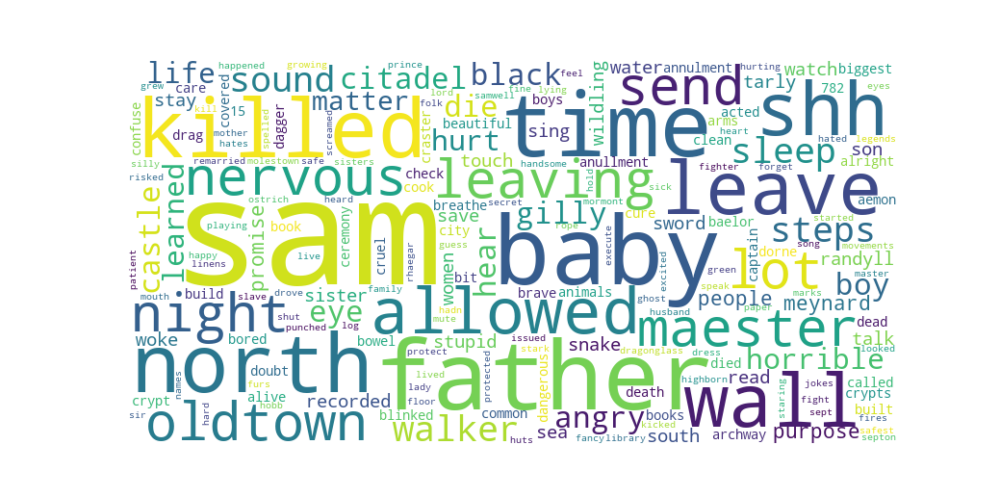 happened growing prince feel
grew care life sound citadel black water annulment watch biggest
confuse stay covered 215 matter die boys wildling send tarly 782 eyes
killed time shh
drag mother hates spelled dagger screamed folk lord samwell fine lying craster hurt beautiful sing acted arms hurting
silly remarried molestown safe sisters nervous touch handsome anullment clean heart sleep hated son legends kill
castle learned risked ostrich check cook leaving hold sick fighter forget alright
playing book breathe secret mormont cure leave aemon
promise ceremony sam save gilly baby sword baelor steps
happy live rhaegar cruel city hear rope execute lot dorne captain song started movements
patient linens build slave heard guess women bit brave animals excited green speak randyll
mouth drove family sister eye hadn mute allowed ghost people marks master boy
night shut punched log stupid snake issued husband paper meynard
woke bored bowel maester dead talk
names doubt north protect stark dragonglass dress died horrible looked
crypt furs alive lived father dangerous highborn read staring jokes called crypts
sir hard hobb recorded blinked lady floor protected common death books wall fight built
oldtown walker sea angry south archway sept purpose fires safest
huts kicked fancy library septon